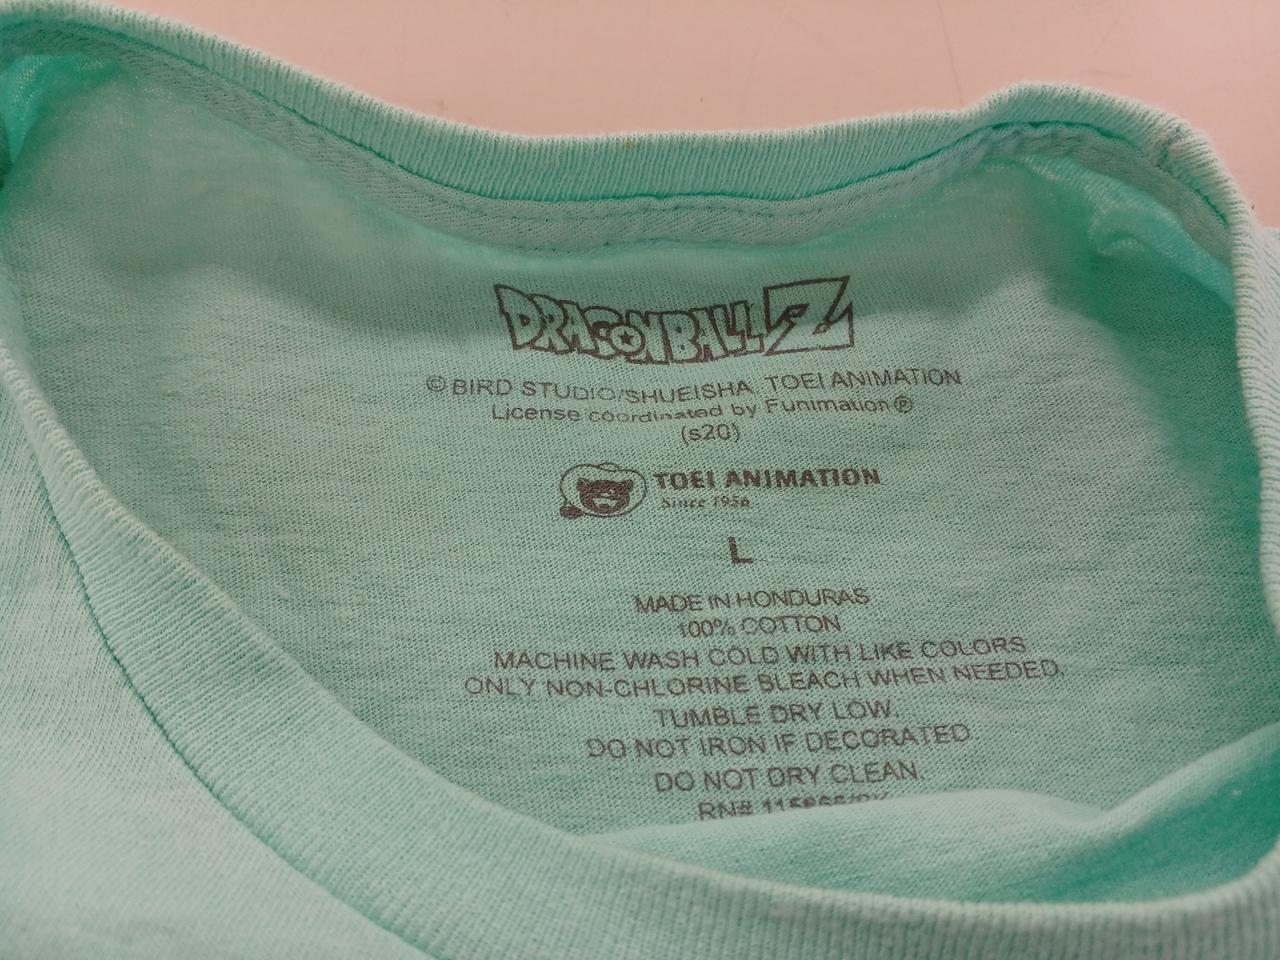 DRAGONBALL Z
© BIRD STUDIO/SHUEISHA, TOEI ANIMATION
License coordinated by Funimation®
(s20)
TOEI ANIMATION
Since 1956
L
MADE IN HONDURAS
100% COTTON
MACHINE WASH COLD WITH LIKE COLORS
ONLY NON-CHLORINE BLEACH WHEN NEEDED.
TUMBLE DRY LOW.
DO NOT IRON IF DECORATED
DO NOT DRY CLEAN.
RN#